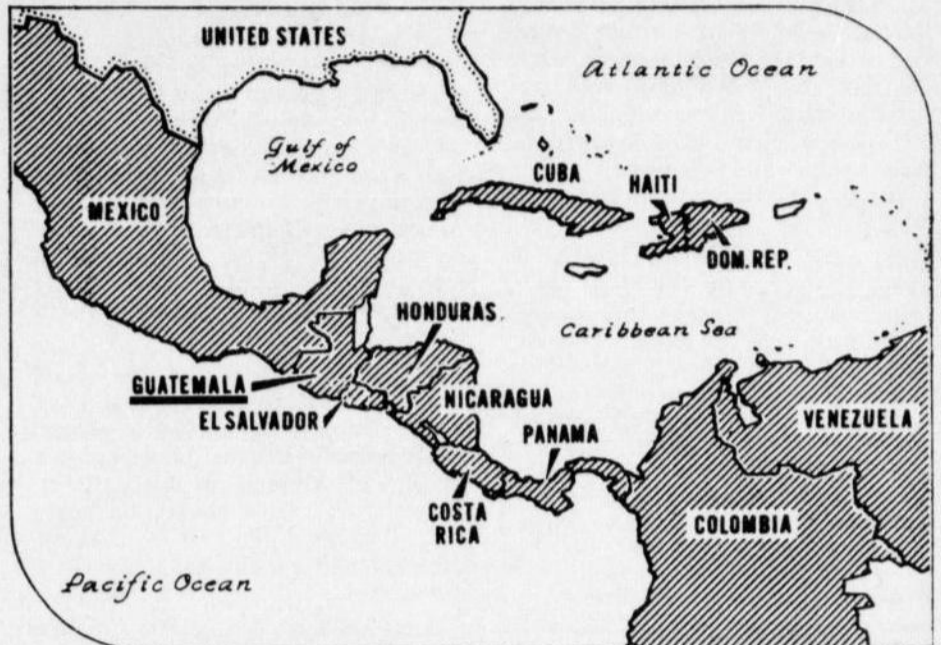 UNITED STATES
Atlantic Ocean
Gulf of
Mexico
CUBA
HAITI
MEXICO
DOM. REP.
HONDURAS.
Caribbean Sea
GUATEMALA
NICARAGUA
EL SALVADOR
VENEZUELA
PANAMA
COSTA
RICA
COLOMBIA
Pacific Ocean